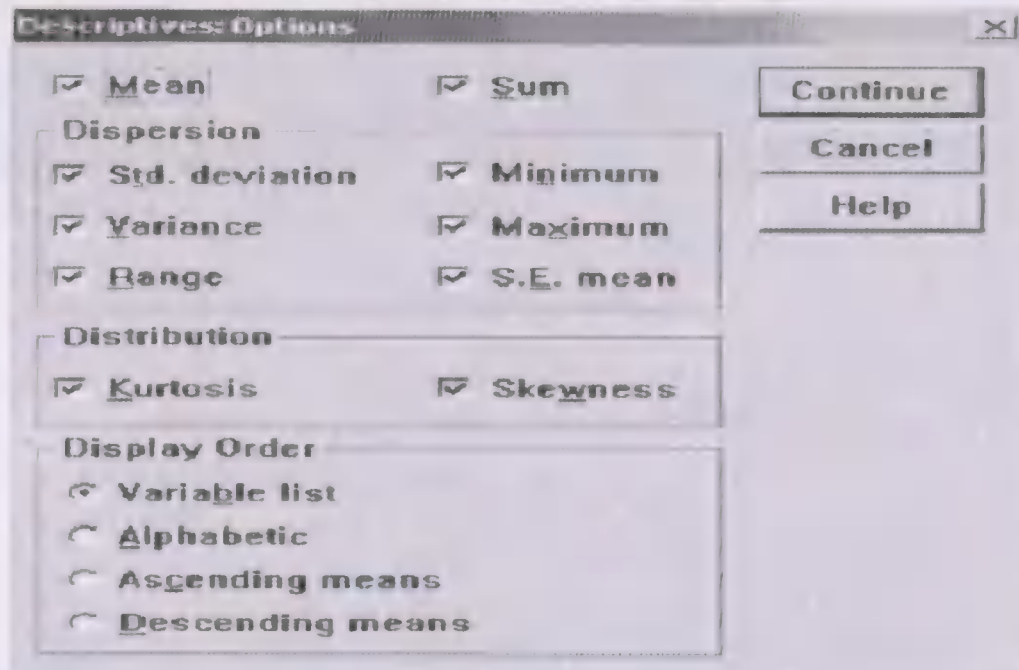 Descriptives: Options
Mean
Sum
Continue
Cancel
Help
Dispersion
Std. deviation
Minimum
Variance
Maximum
Range
S.E. mean
Distribution
Kurtosis
Skewness
Display Order
Variable list
Alphabetic
Ascending means
Descending means